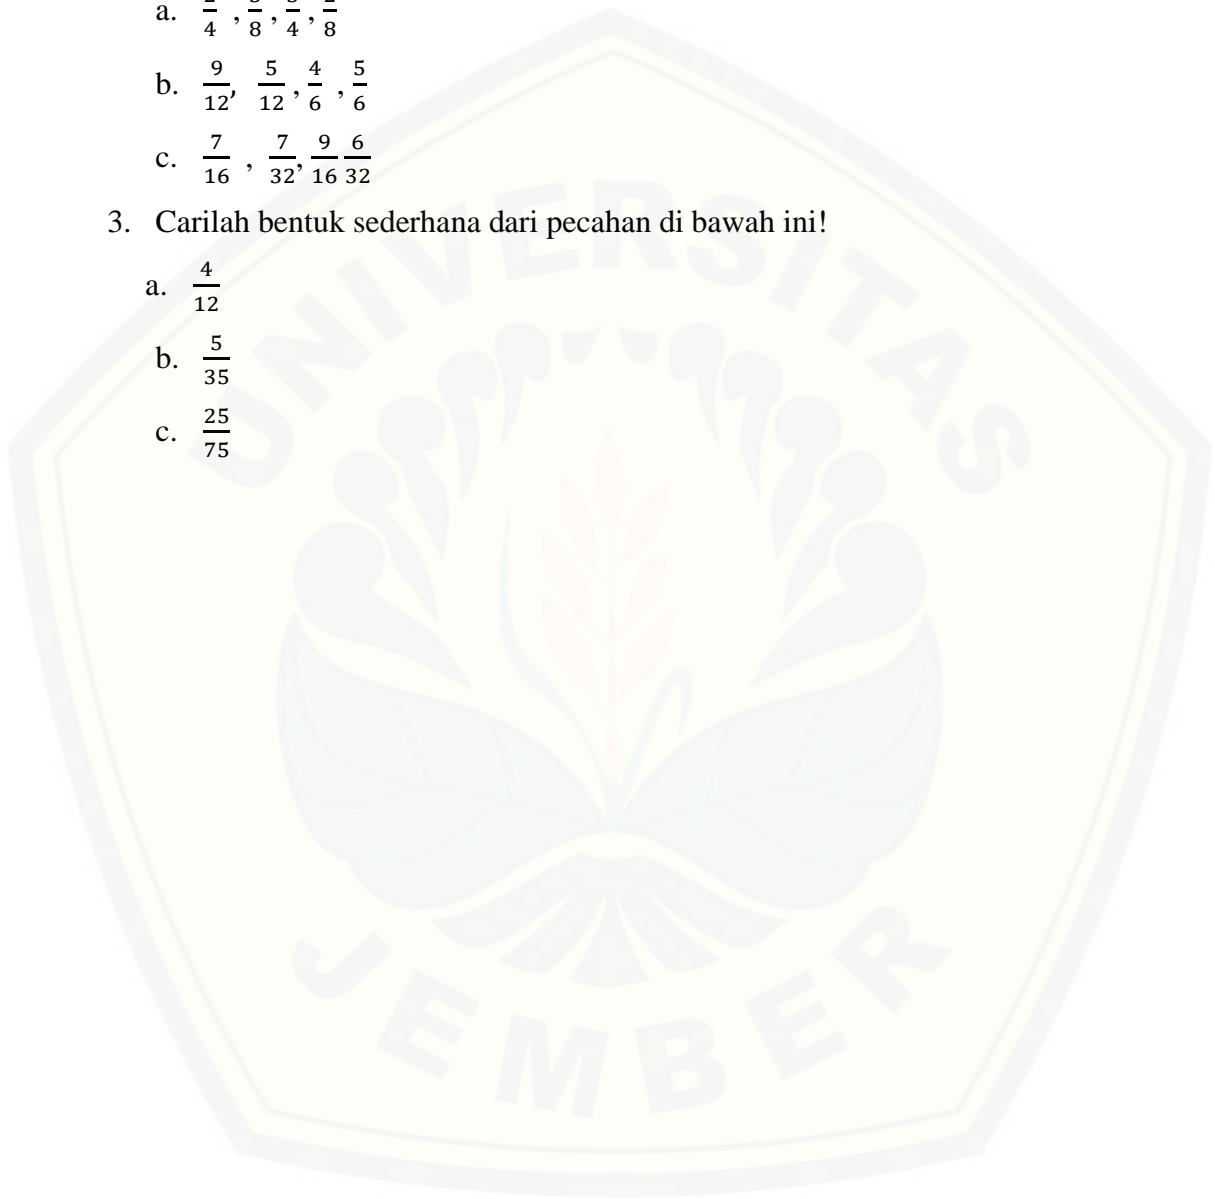 a. /4 , /8 , /4 , /8
b. 9/12, 5/12 , 4/6 , 5/6
c. 7/16 , 7/32, 9/16 6/32
3. Carilah bentuk sederhana dari pecahan di bawah ini!
a. 4/12
b. 5/35
c. 25/75
UNIVERSITAS
JEMBER